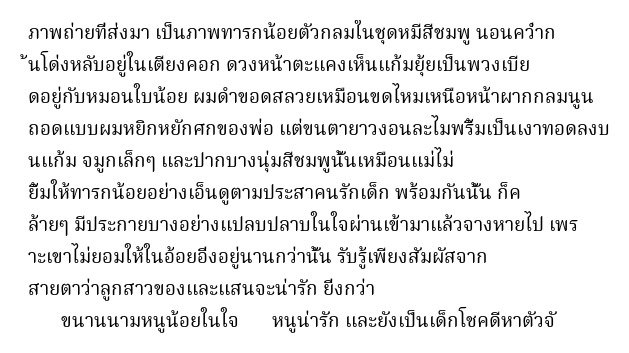 ภาพถ่ายที่ส่งมา เป็นภาพทารกน้อยตัวกลมในชุดหมีสีชมพู นอนคว่ำก
้นโด่งหลับอยู่ในเตียงคอก ดวงหน้าตะแคงเห็นแก้มยุ้ยเป็นพวงเบีย
ดอยู่กับหมอนใบน้อย ผมดำขอดสลวยเหมือนขดไหมเหนือหน้าผากกลมนูน
ถอดแบบผมหยิกหยักศกของพ่อ แต่ขนตายาวงอนละไมพริ้มเป็นเงาทอดลงบ
นแก้ม จมูกเล็กๆ และปากบางนุ่มสีชมพูนั้นเหมือนแม่ไม่
ยิ้มให้ทารกน้อยอย่างเอ็นดูตามประสาคนรักเด็ก พร้อมกันนั้น ก็ค
ล้ายๆ มีประกายบางอย่างแปลบปลาบในใจผ่านเข้ามาแล้วจางหายไป เพร
าะเขาไม่ยอมให้ในอ้อยอิ่งอยู่นานกว่านั้น รับรู้เพียงสัมผัสจาก
สายตาว่าลูกสาวของและแสนจะน่ารัก ยิ่งกว่า
ขนานนามหนูน้อยในใจ หนูน่ารัก และยังเป็นเด็กโชคดีหาตัวจั